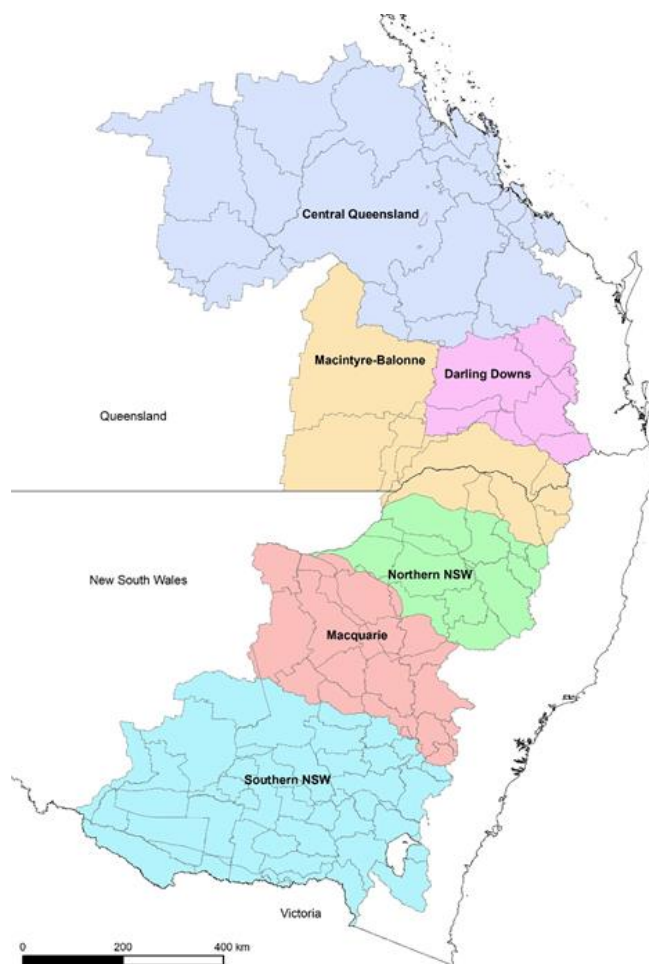 Central Queensland
Macintyre-Balonne
Darling Downs
Queensland
Northern NSW
New South Wales
Macquarie
Southern NSW
Victoria
0 200 400 km